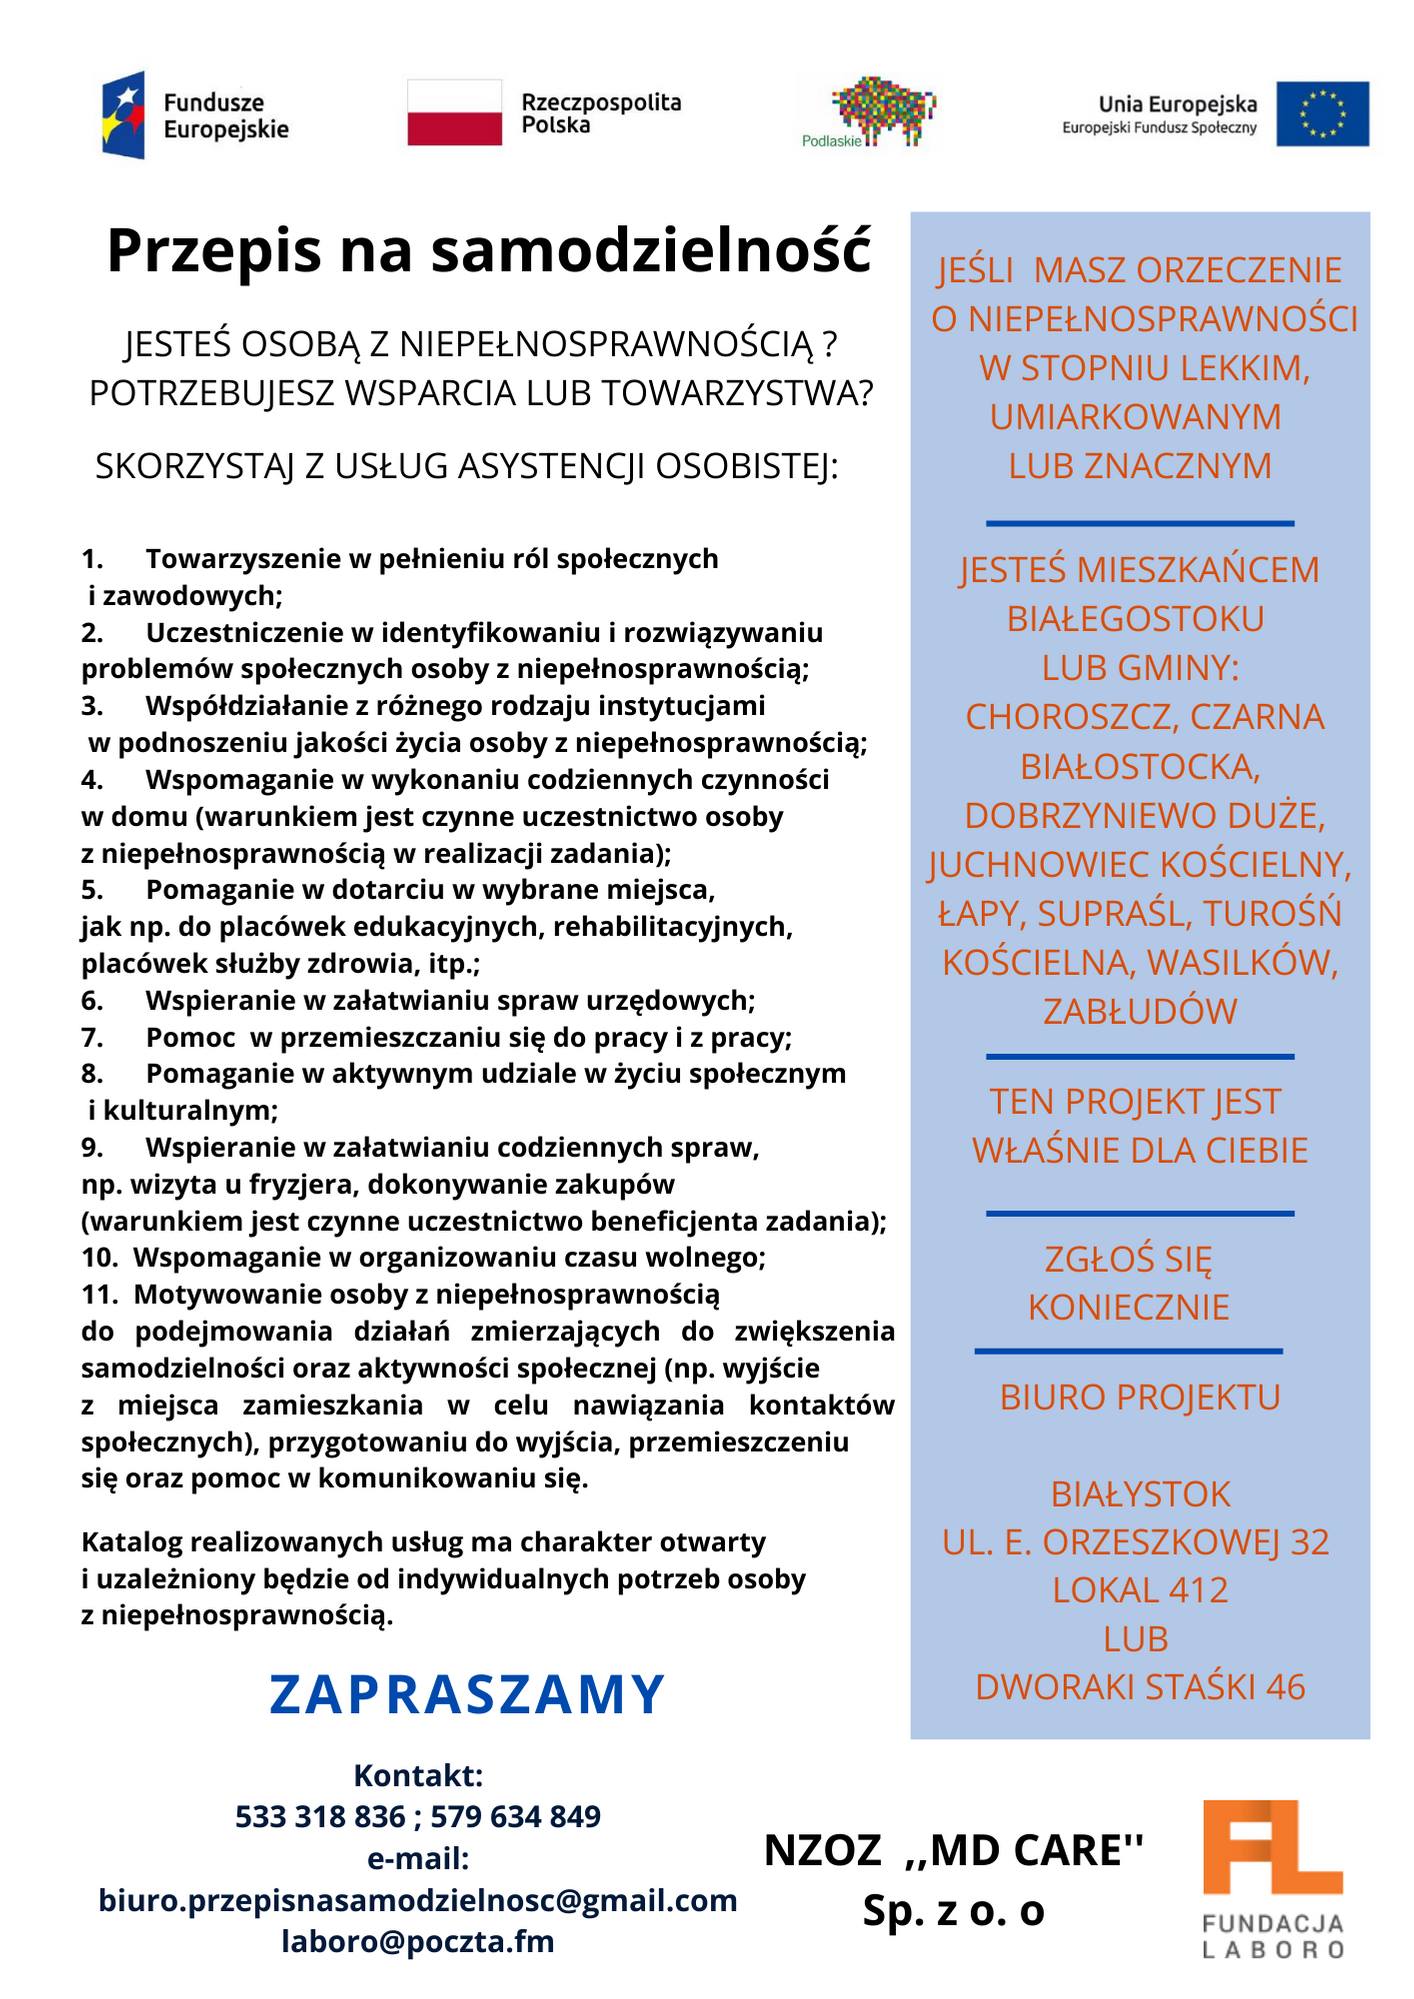 Fundusze
Europejskie
Rzeczpospolita
Polska
Podlaskie
Unia Europejska
Europejski Fundusz Społeczny
Przepis na samodzielność
JESTEŚ OSOBĄ Z NIEPEŁNOSPRAWNOŚCIĄ ?
POTRZEBUJESZ WSPARCIA LUB TOWARZYSTWA?
SKORZYSTAJ Z USŁUG ASYSTENCJI OSOBISTEJ:
1. Towarzyszenie w pełnieniu ról społecznych
i zawodowych;
2. Uczestniczenie w identyfikowaniu i rozwiązywaniu
problemów społecznych osoby z niepełnosprawnością;
3. Współdziałanie z różnego rodzaju instytucjami
w podnoszeniu jakości życia osoby z niepełnosprawnością;
4. Wspomaganie w wykonaniu codziennych czynności
w domu (warunkiem jest czynne uczestnictwo osoby
z niepełnosprawnością w realizacji zadania);
5. Pomaganie w dotarciu w wybrane miejsca,
jak np. do placówek edukacyjnych, rehabilitacyjnych,
placówek służby zdrowia, itp.;
6. Wspieranie w załatwianiu spraw urzędowych;
7. Pomoc w przemieszczaniu się do pracy i z pracy;
8. Pomaganie w aktywnym udziale w życiu społecznym
i kulturalnym;
9. Wspieranie w załatwianiu codziennych spraw,
np. wizyta u fryzjera, dokonywanie zakupów
(warunkiem jest czynne uczestnictwo beneficjenta zadania);
10. Wspomaganie w organizowaniu czasu wolnego;
11. Motywowanie osoby z niepełnosprawnością
do podejmowania działań zmierzających do zwiększenia
samodzielności oraz aktywności społecznej (np. wyjście
z miejsca zamieszkania w celu nawiązania kontaktów
społecznych), przygotowaniu do wyjścia, przemieszczeniu
się oraz pomoc w komunikowaniu się.
Katalog realizowanych usług ma charakter otwarty
i uzależniony będzie od indywidualnych potrzeb osoby
z niepełnosprawnością.
ZAPRASZAMY
Kontakt:
533 318 836 ; 579 634 849
e-mail:
biuro.przepisnasamodzielnosc@gmail.com
laboro@poczta.fm
JEŚLI MASZ ORZECZENIE
O NIEPEŁNOSPRAWNOŚCI
W STOPNIU LEKKIM,
UMIARKOWANYM
LUB ZNACZNYM
JESTEŚ MIESZKAŃCEM
BIAŁEGOSTOKU
LUB GMINY:
CHOROSZCZ, CZARNA
BIAŁOSTOCKA,
DOBRZYNIEWO DUŻE,
JUCHNOWIEC KOŚCIELNY,
ŁAPY, SUPRAŚL, TUROŚŃ
KOŚCIELNA, WASILKÓW,
ZABŁUDÓW
TEN PROJEKT JEST
WŁAŚNIE DLA CIEBIE
ZGŁOŚ SIĘ
KONIECZNIE
BIURO PROJEKTU
BIAŁYSTOK
UL. E. ORZESZKOWEJ 32
LOKAL 412
LUB
DWORAKI STAŚKI 46
NZOZ ,,MD CARE''
Sp. z o. o
FL
FUNDACJA
LABORO